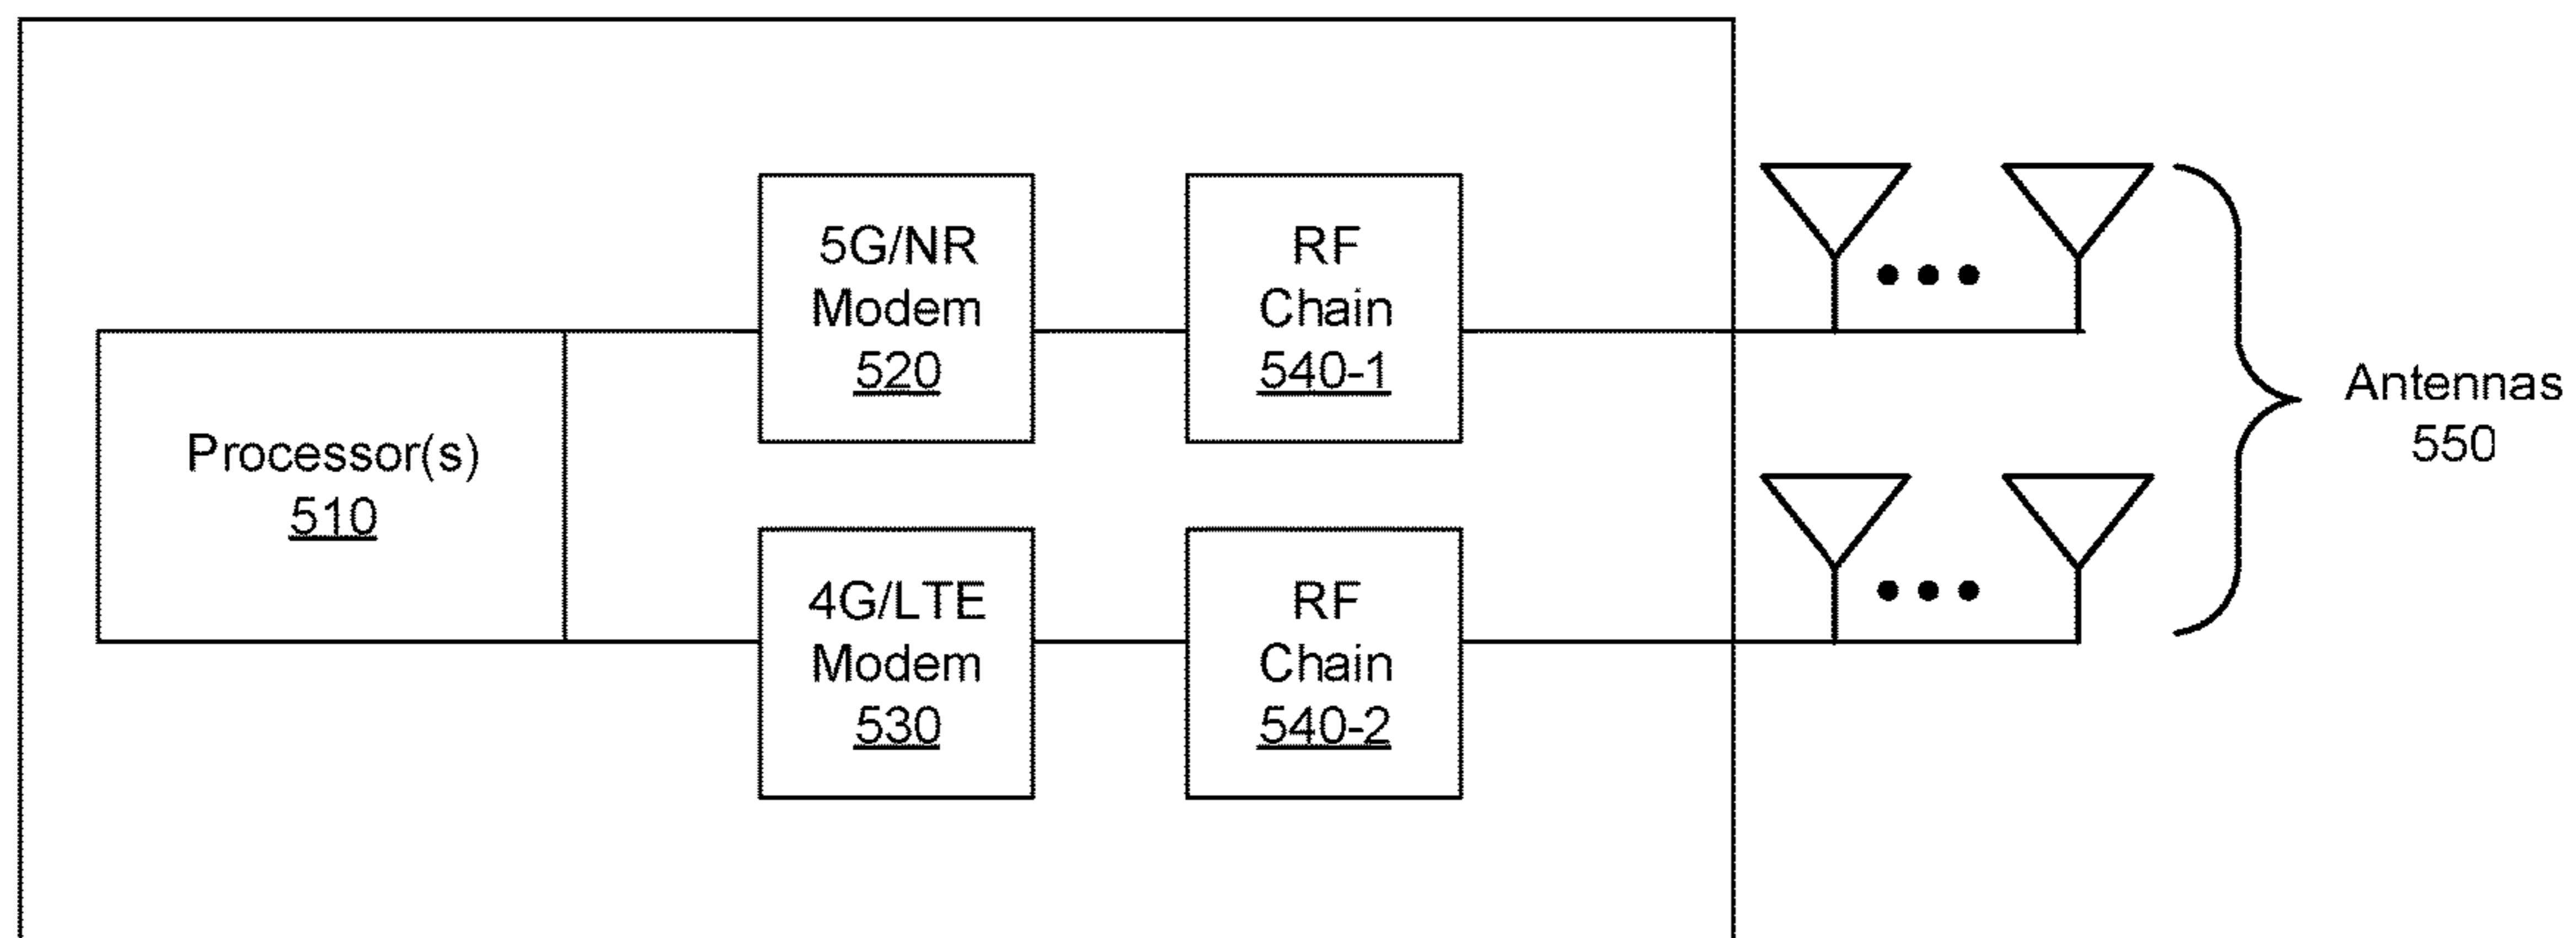 5G/NR
Modem
520
RF
Chain
540-1
Antennas
550
Processor(s)
510
4G/LTE
Modem
530
RF
Chain
540-2